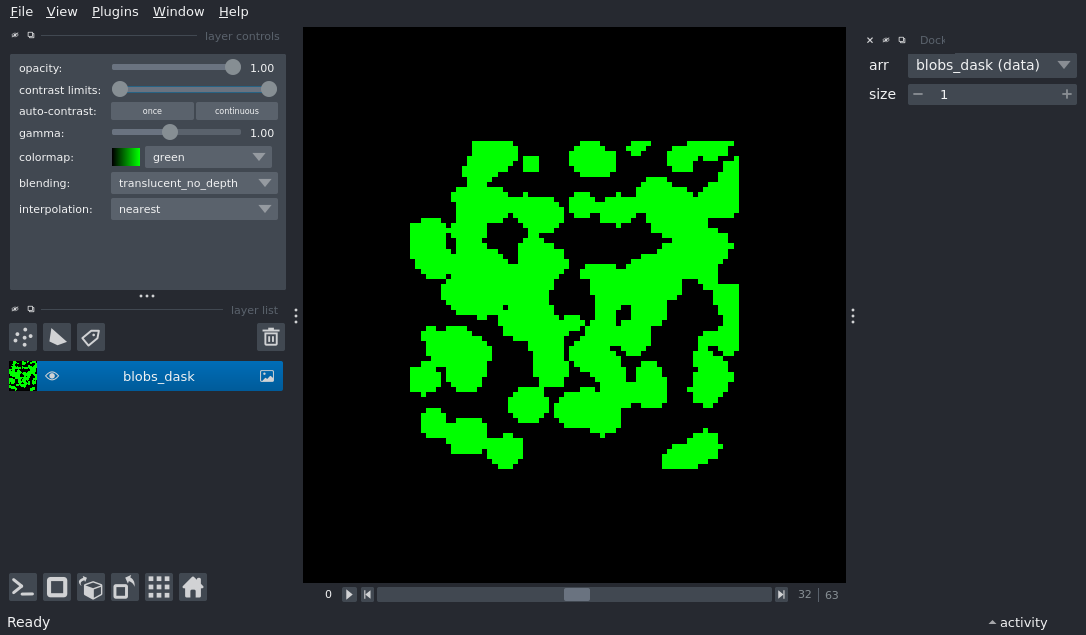 File View Plugins Window Help
layer controls
opacity: 1.00
contrast limits:
auto-contrast: once continuous
gamma: 1.00
colormap: green
blending: translucent_no_depth
interpolation: nearest
layer list
blobs_dask
0 32 63
Dock
arr blobs_dask (data)
size 1
Ready
activity